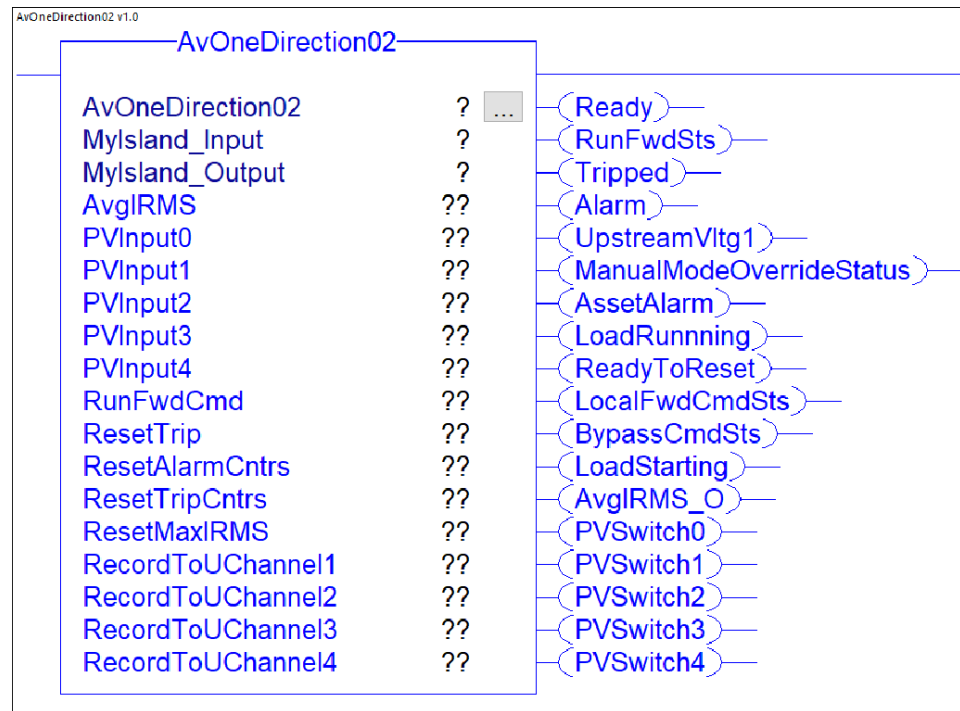 AvOneDirection02 v1.0
AvOneDirection02
AvOneDirection02 ? ... Ready
MyIsland_Input ? RunFwdSts
MyIsland_Output ? Tripped
AvgIRMS ?? Alarm
PVInput0 ?? UpstreamVltg1
PVInput1 ?? ManualModeOverrideStatus
PVInput2 ?? AssetAlarm
PVInput3 ?? LoadRunnning
PVInput4 ?? ReadyToReset
RunFwdCmd ?? LocalFwdCmdSts
ResetTrip ?? BypassCmdSts
ResetAlarmCntrs ?? LoadStarting
ResetTripCntrs ?? AvgIRMS_O
ResetMaxIRMS ?? PVSwitch0
RecordToUChannel1 ?? PVSwitch1
RecordToUChannel2 ?? PVSwitch2
RecordToUChannel3 ?? PVSwitch3
RecordToUChannel4 ?? PVSwitch4